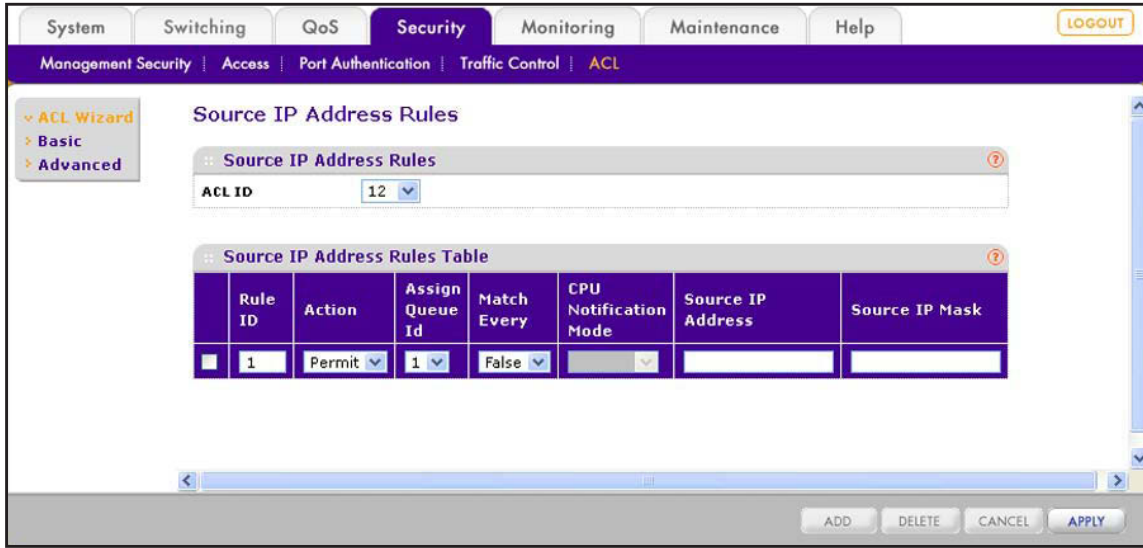 System Switching QoS Security Monitoring Maintenance Help LOGOUT
Management Security | Access | Port Authentication | Traffic Control | ACL
ACL Wizard
Basic
Advanced
Source IP Address Rules
Source IP Address Rules
ACL ID 12
Source IP Address Rules Table
Rule ID Action Assign Queue Id Match Every CPU Notification Mode Source IP Address Source IP Mask
1 Permit 1 False
ADD DELETE CANCEL APPLY